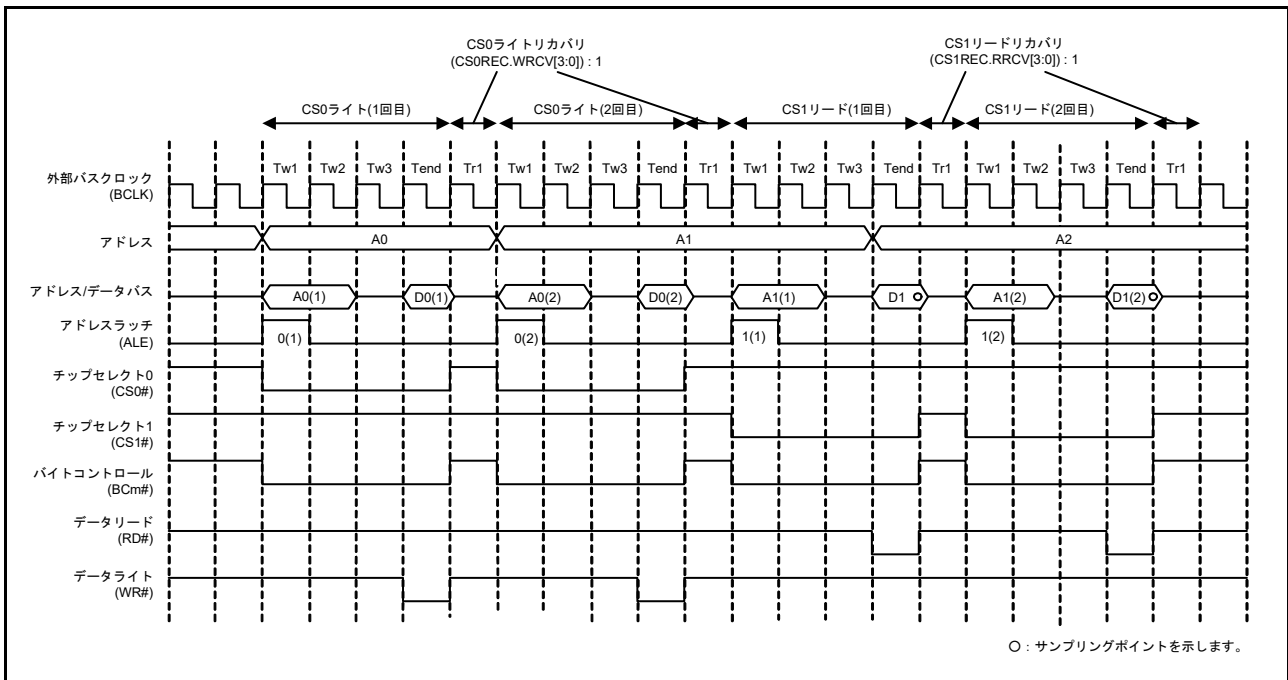 CS0ライトリカバリ
(CS0REC.WRCV[3:0]) : 1
CS1リードリカバリ
(CS1REC.RRCV[3:0]) : 1
CS0ライト(1回目)
CS0ライト(2回目)
CS1リード(1回目)
CS1リード(2回目)
Tw1 Tw2 Tw3 Tend Tr1 Tw1 Tw2 Tw3 Tend Tr1 Tw1 Tw2 Tw3 Tend Tr1 Tw1 Tw2 Tw3 Tend Tr1
外部バスクロック
(BCLK)
アドレス
A0 A1 A2
アドレス/データバス
A0(1) D0(1) A0(2) D0(2) A1(1) D1 A1(2) D1(2)
アドレスラッチ
(ALE)
0(1) 0(2) 1(1) 1(2)
チップセレクト0
(CS0#)
チップセレクト1
(CS1#)
バイトコントロール
(BCm#)
データリード
(RD#)
データライト
(WR#)
○ : サンプリングポイントを示します。